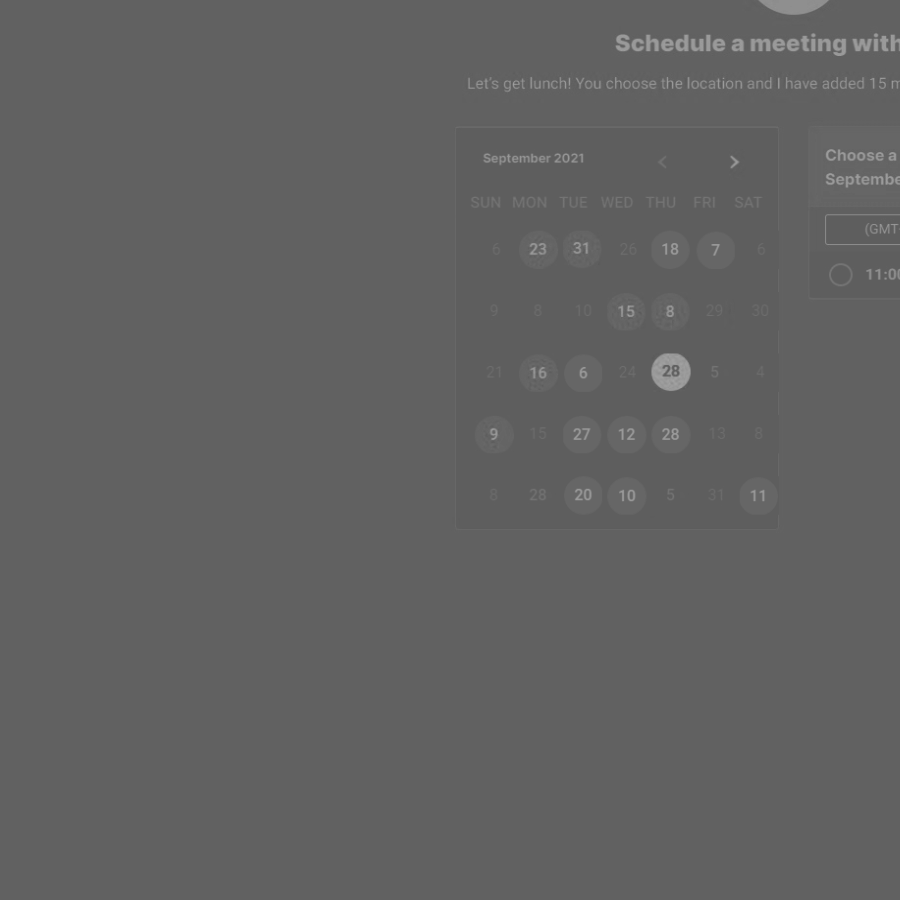 Schedule a meeting with
Let's get lunch! You choose the location and I have added 15 m
September 2021
SUN MON TUE WED THU FRI SAT
6 23 31 26 18 7 6
9 8 10 15 8 29 30
21 16 6 24 28 5 4
9 15 27 12 28 13 8
8 28 20 10 5 31 11
Choose a
Septembe
(GMT
11:00